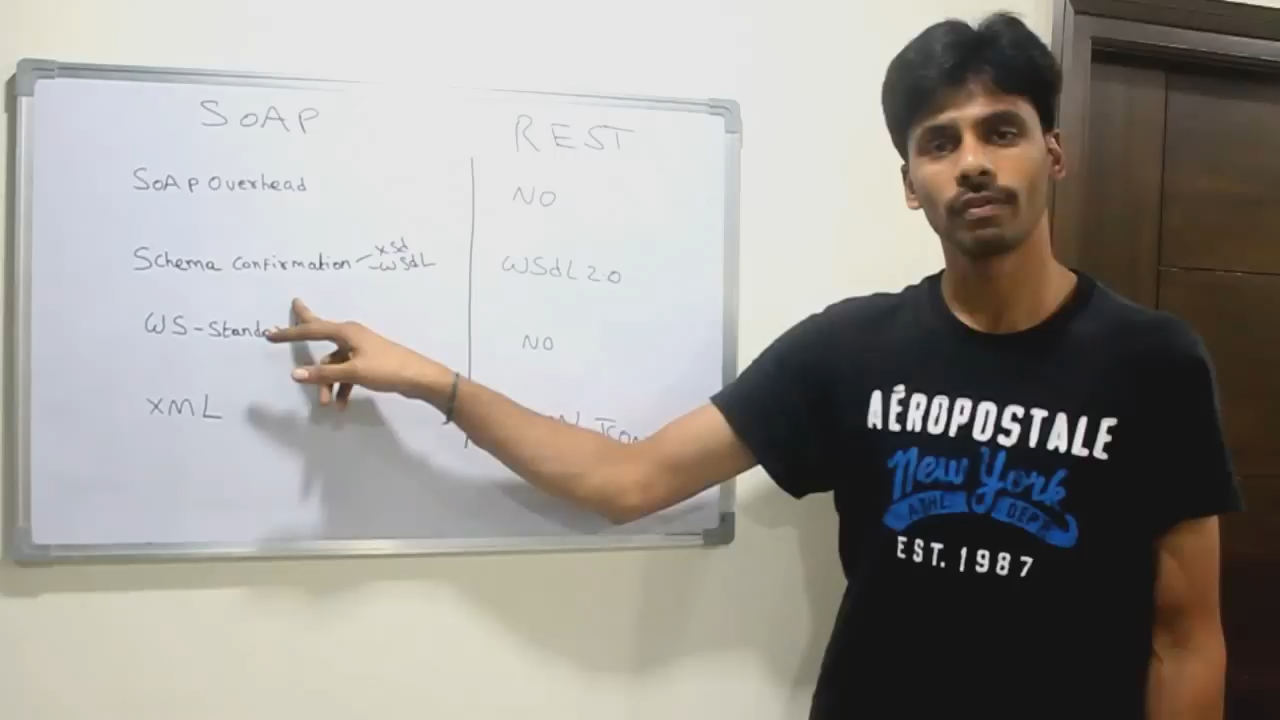 SOAP
REST
SOAP Overhead
NO
Schema Confirmation
xsd
WSdL
WSdL 2.0
WS-Standa
NO
XML
AÉROPOSTALE
New York
ATHL DEPT
EST. 1987